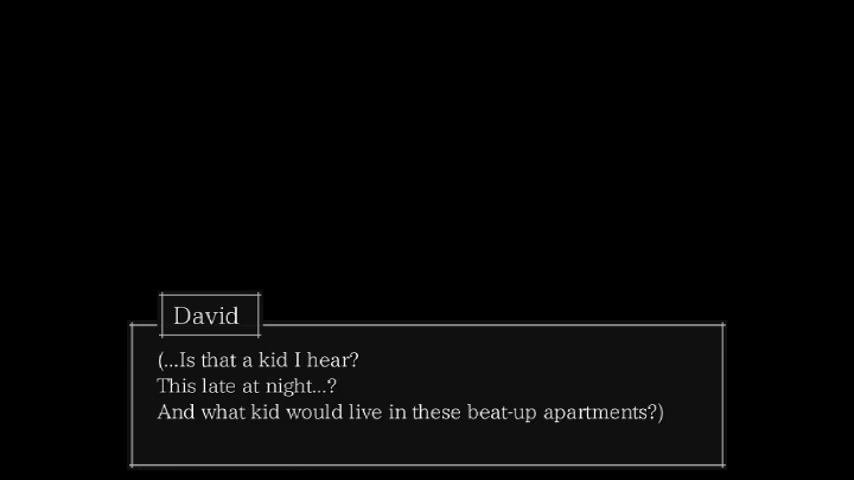 David
(...Is that a kid I hear?
This late at night...?
And what kid would live in these beat-up apartments?)